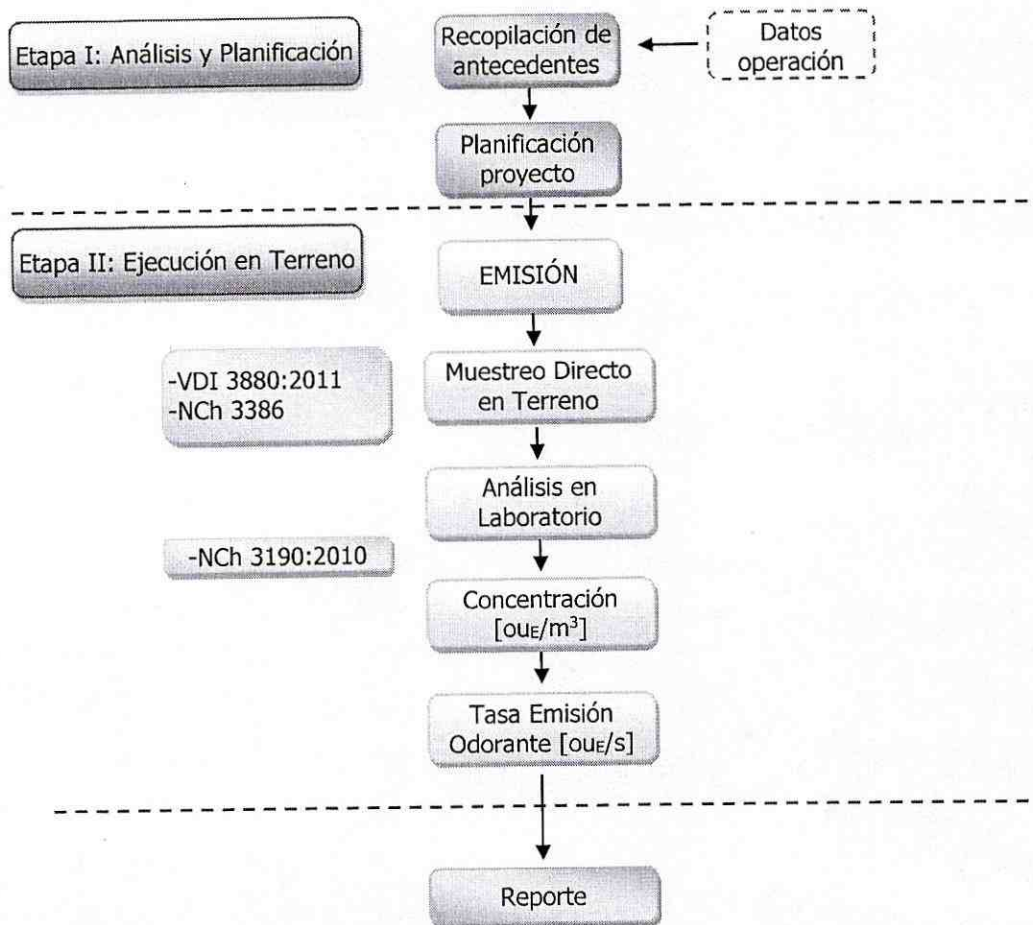 Etapa I: Análisis y Planificación
Recopilación de
antecedentes
Datos
operación
Planificación
proyecto
Etapa II: Ejecución en Terreno
EMISIÓN
-VDI 3880:2011
-NCh 3386
Muestreo Directo
en Terreno
Análisis en
Laboratorio
-NCh 3190:2010
Concentración
[ouE/m³]
Tasa Emisión
Odorante [ouE/s]
Reporte